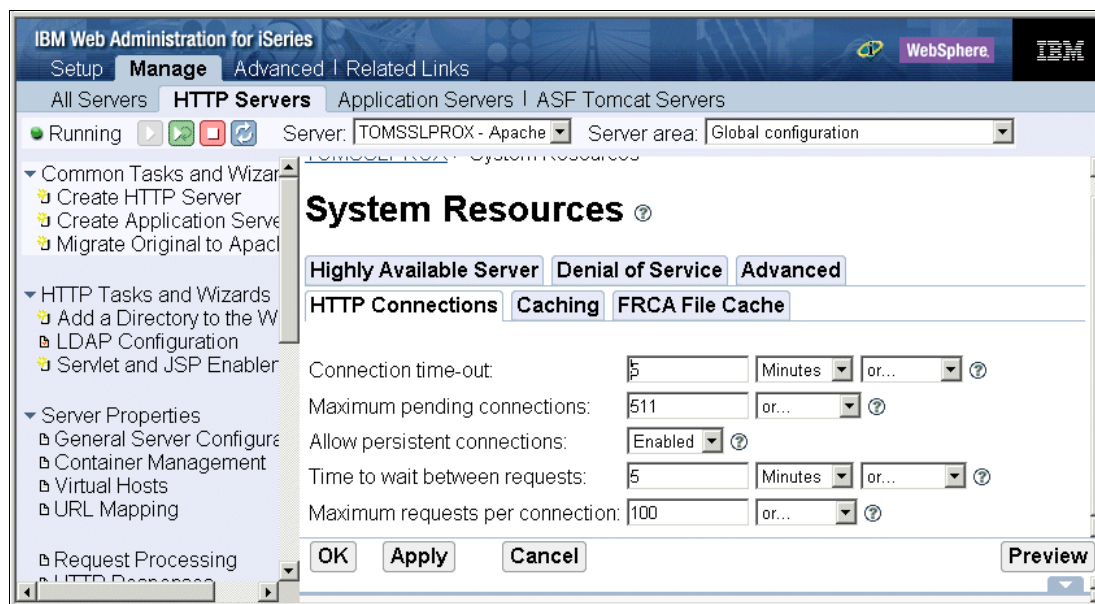 IBM Web Administration for iSeries
WebSphere.
IBM
Setup Manage Advanced | Related Links
All Servers HTTP Servers Application Servers | ASF Tomcat Servers
Running Server: TOMSSLPROX - Apache Server area: Global configuration
Common Tasks and Wizar
Create HTTP Server
Create Application Serve
Migrate Original to Apacl
HTTP Tasks and Wizards
Add a Directory to the W
LDAP Configuration
Servlet and JSP Enabler
Server Properties
General Server Configura
Container Management
Virtual Hosts
URL Mapping
Request Processing
HTTP Responses
TOMSSLPROX > System Resources
System Resources
Highly Available Server Denial of Service Advanced
HTTP Connections Caching FRCA File Cache
Connection time-out: 5 Minutes or...
Maximum pending connections: 511 or...
Allow persistent connections: Enabled
Time to wait between requests: 5 Minutes or...
Maximum requests per connection: 100 or...
OK Apply Cancel Preview